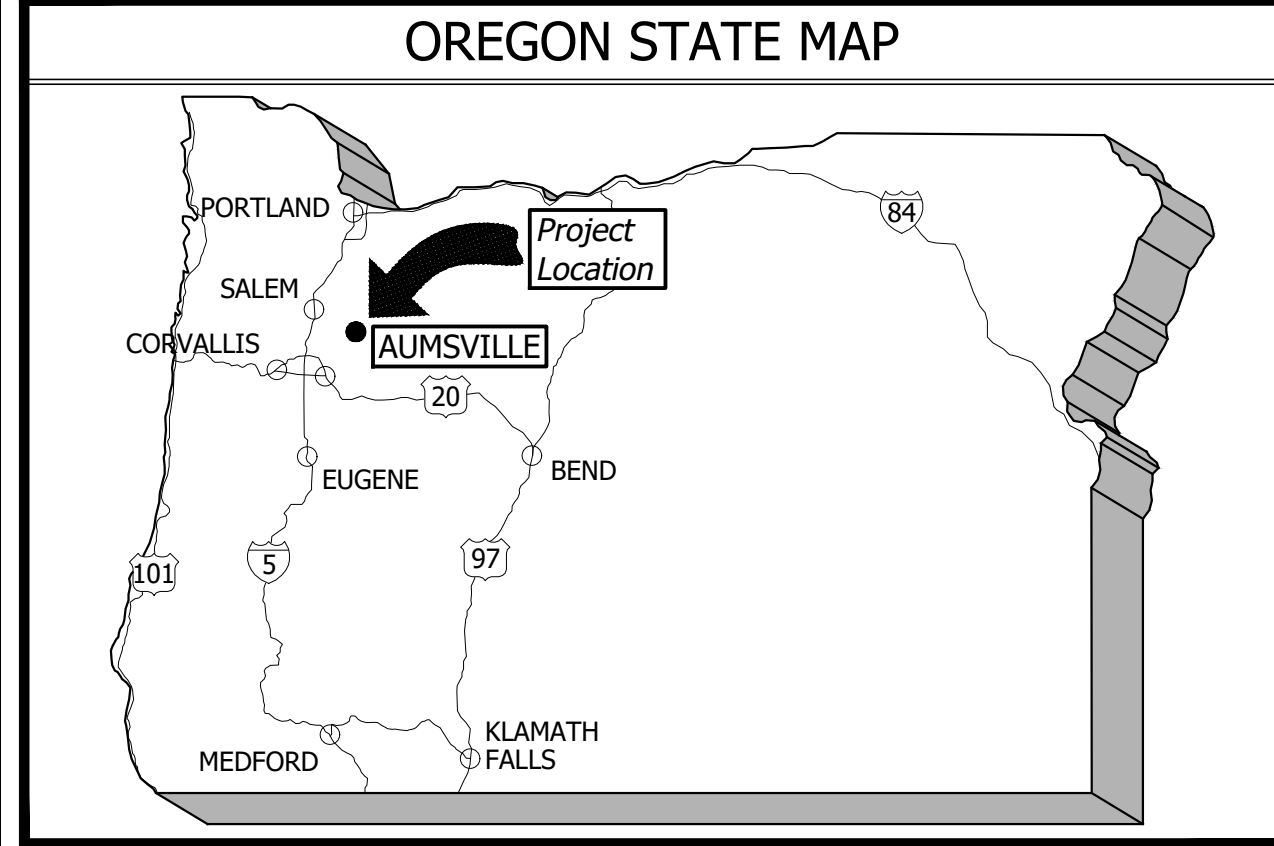 OREGON STATE MAP
PORTLAND
84
Project
Location
SALEM
CORVALLIS
AUMSVILLE
20
EUGENE
BEND
101
5
97
KLAMATH
FALLS
MEDFORD